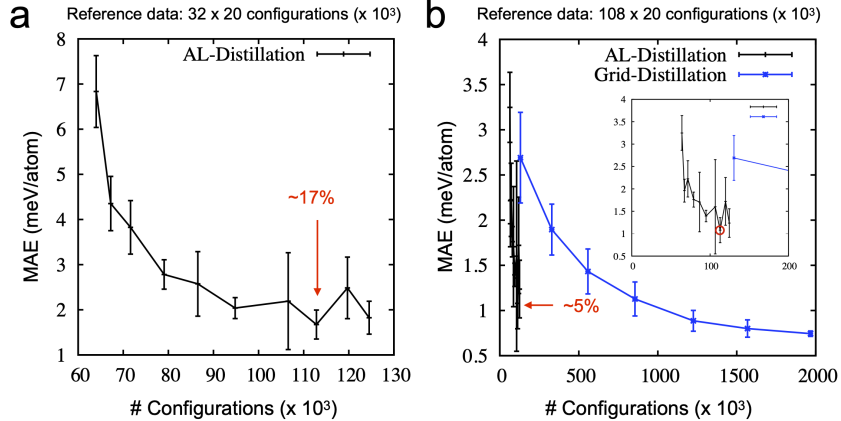 a
Reference data: 32 x 20 configurations (x 10³)
AL-Distillation
8
7
6
5
4
3
2
1
MAE (meV/atom)
~17%
60 70 80 90 100 110 120 130
# Configurations (x 10³)
b
Reference data: 108 x 20 configurations (x 10³)
AL-Distillation
Grid-Distillation
4
3.5
3
2.5
2
1.5
1
0.5
MAE (meV/atom)
4
3.5
3
2.5
2
1.5
1
0.5
0 100 200
~5%
0 500 1000 1500 2000
# Configurations (x 10³)